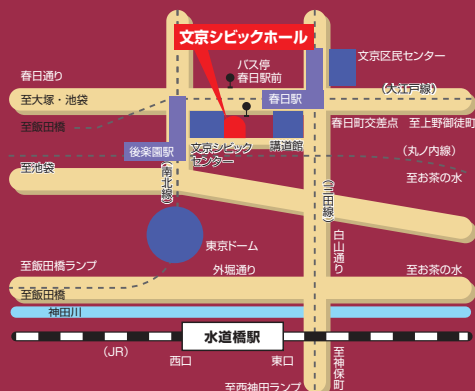 文京シビックホール
バス停
春日駅前
文京区民センター
春日通り
(大江戸線)
至大塚・池袋
春日駅
至飯田橋
春日町交差点 至上野御徒町
後楽園駅
文京シビック
センター
講道館
(丸ノ内線)
至池袋
至お茶の水
(南北線)
(三田線)
白山通り
東京ドーム
至飯田橋ランプ
外堀通り
至お茶の水
至飯田橋
神田川
水道橋駅
(JR)
西口
東口
至神保町
至西神田ランプ